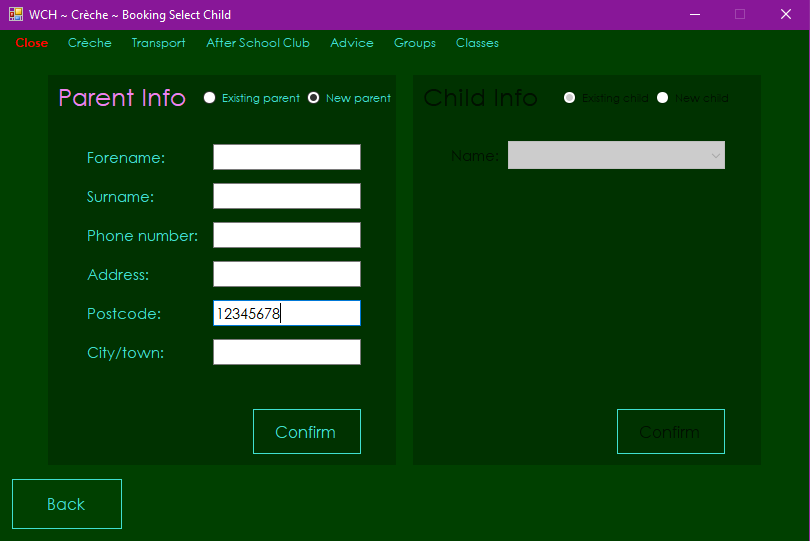 WCH ~ Crèche ~ Booking Select Child
Close Crèche Transport After School Club Advice Groups Classes
Parent Info Existing parent New parent
Forename:
Surname:
Phone number:
Address:
Postcode: 12345678
City/town:
Confirm
Child Info Existing child New child
Name:
Confirm
Back